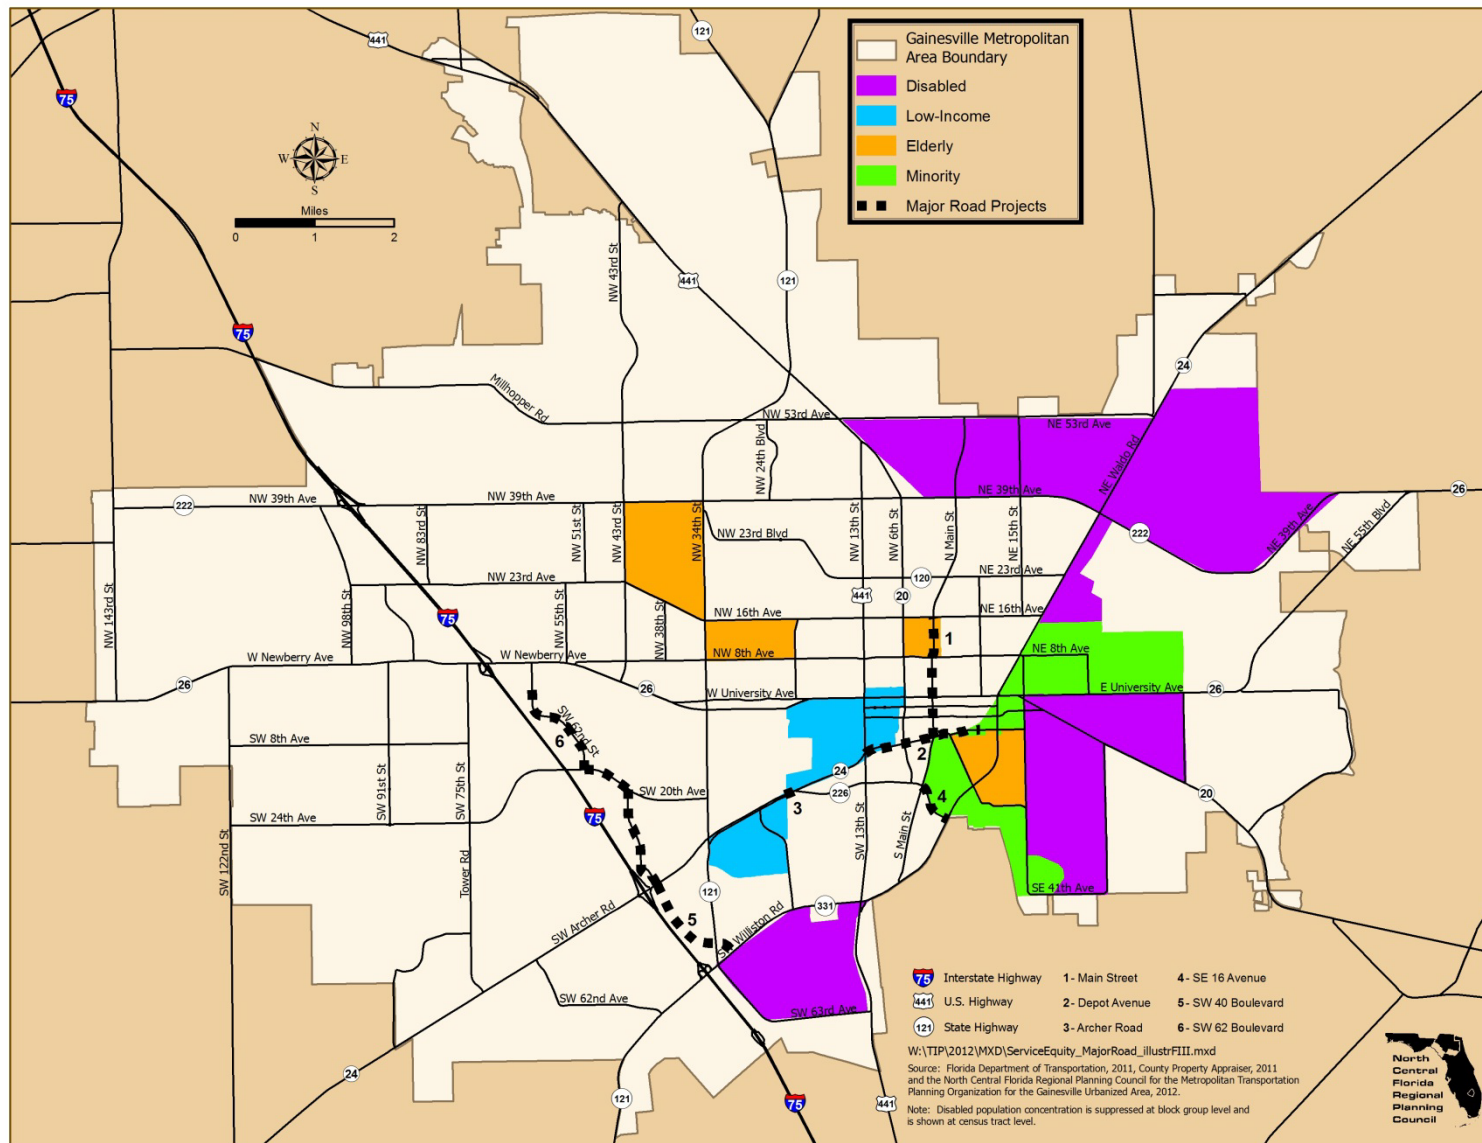 Gainesville Metropolitan
Area Boundary
Disabled
Low-Income
Elderly
Minority
Major Road Projects
N
W E
S
Miles
0 1 2
441
121
75
75
441
121
NW 43rd St
24
Millhopper Rd
NW 53rd Ave
NE 53rd Ave
NW 24th Blvd
NE Waldo Rd
222
NW 39th Ave
NW 39th Ave
NE 39th Ave
26
NW 83rd St
NW 51st St
NW 43rd St
NW 34th St
NW 23rd Blvd
NW 13th St
NW 6th St
N Main St
NE 15th St
222
NE 39th Ave
NE 55th Blvd
NW 143rd St
NW 98th St
NW 23rd Ave
NW 55th St
NW 38th St
120
NE 23rd Ave
441
20
75
NW 16th Ave
NE 16th Ave
1
W Newberry Ave
W Newberry Ave
NW 8th Ave
NE 8th Ave
26
26
W University Ave
E University Ave
26
SW 62nd St
6
SW 8th Ave
2
24
SW 91st St
SW 75th St
SW 20th Ave
3
226
4
20
SW 24th Ave
75
SW 122nd St
Tower Rd
SW 13th St
S Main St
121
SE 41th Ave
SW Archer Rd
5
SW Williston Rd
331
SW 62nd Ave
SW 63rd Ave
24
121
75
441
75 Interstate Highway
441 U.S. Highway
121 State Highway
1 - Main Street
2 - Depot Avenue
3 - Archer Road
4 - SE 16 Avenue
5 - SW 40 Boulevard
6 - SW 62 Boulevard
W:\TIP\2012\MXD\ServiceEquity_MajorRoad_illustrFIII.mxd
Source: Florida Department of Transportation, 2011, County Property Appraiser, 2011
and the North Central Florida Regional Planning Council for the Metropolitan Transportation
Planning Organization for the Gainesville Urbanized Area, 2012.
Note: Disabled population concentration is suppressed at block group level and
is shown at census tract level.
North
Central
Florida
Regional
Planning
Council